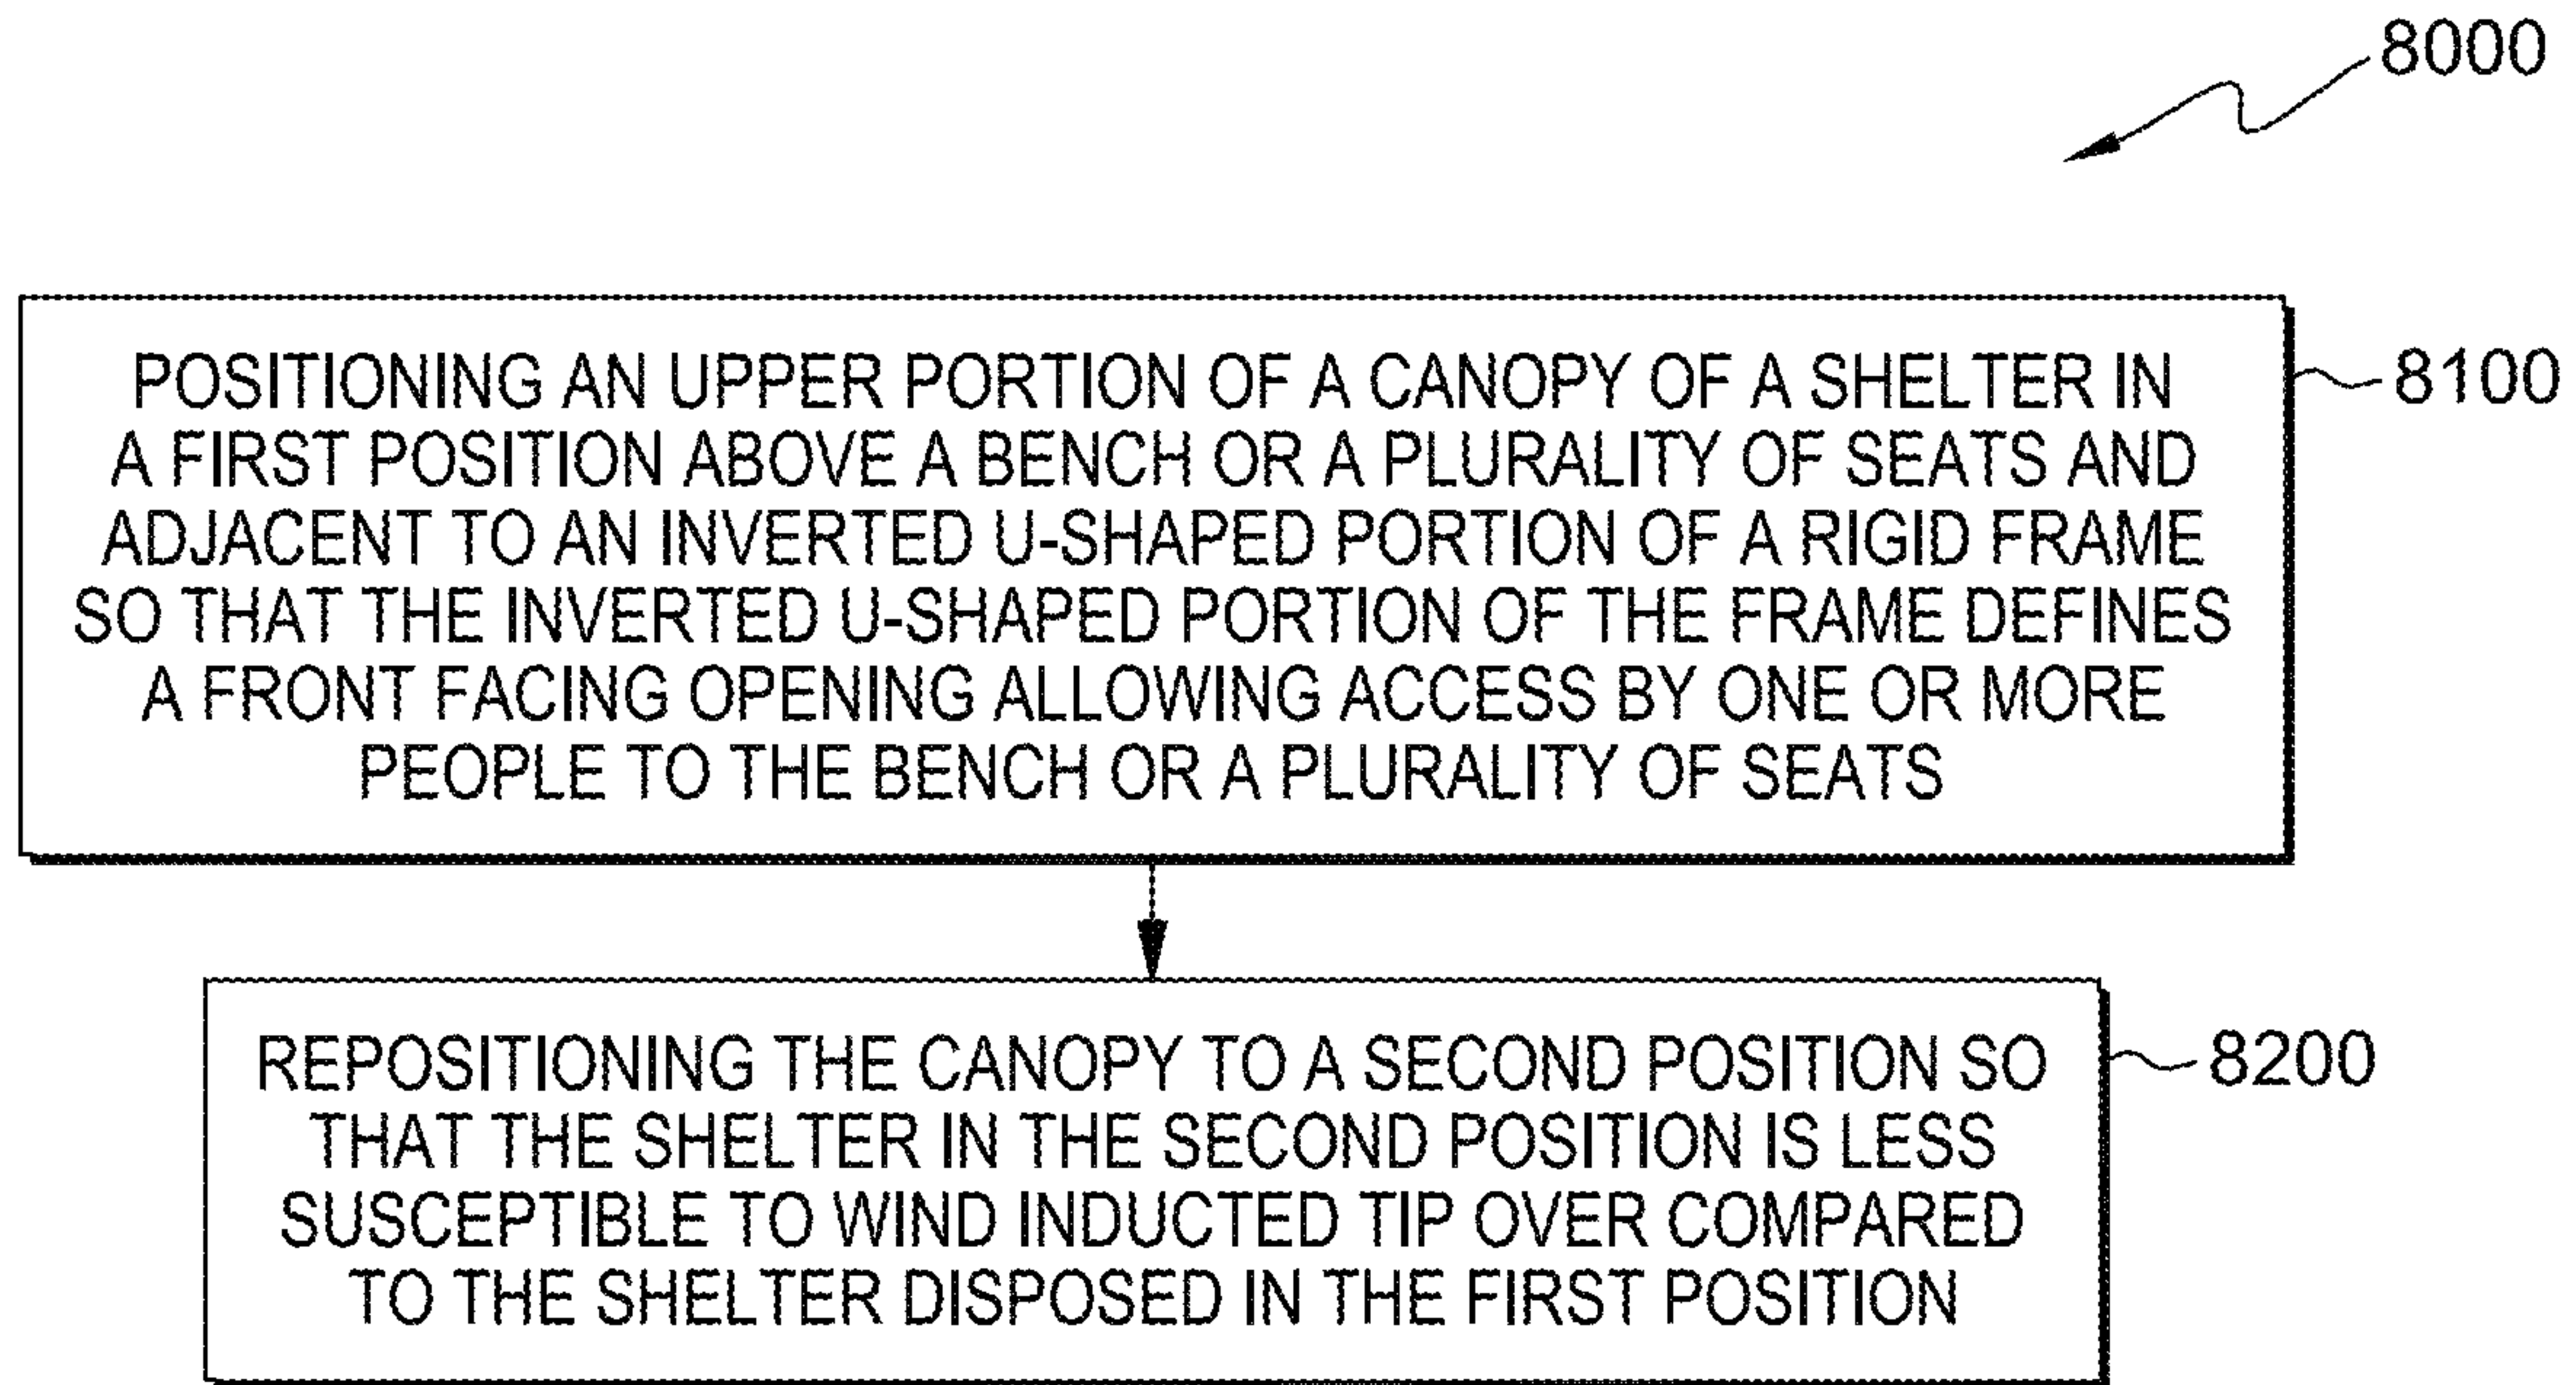 8000
POSITIONING AN UPPER PORTION OF A CANOPY OF A SHELTER IN
A FIRST POSITION ABOVE A BENCH OR A PLURALITY OF SEATS AND
ADJACENT TO AN INVERTED U-SHAPED PORTION OF A RIGID FRAME
SO THAT THE INVERTED U-SHAPED PORTION OF THE FRAME DEFINES
A FRONT FACING OPENING ALLOWING ACCESS BY ONE OR MORE
PEOPLE TO THE BENCH OR A PLURALITY OF SEATS
8100
REPOSITIONING THE CANOPY TO A SECOND POSITION SO
THAT THE SHELTER IN THE SECOND POSITION IS LESS
SUSCEPTIBLE TO WIND INDUCTED TIP OVER COMPARED
TO THE SHELTER DISPOSED IN THE FIRST POSITION
8200